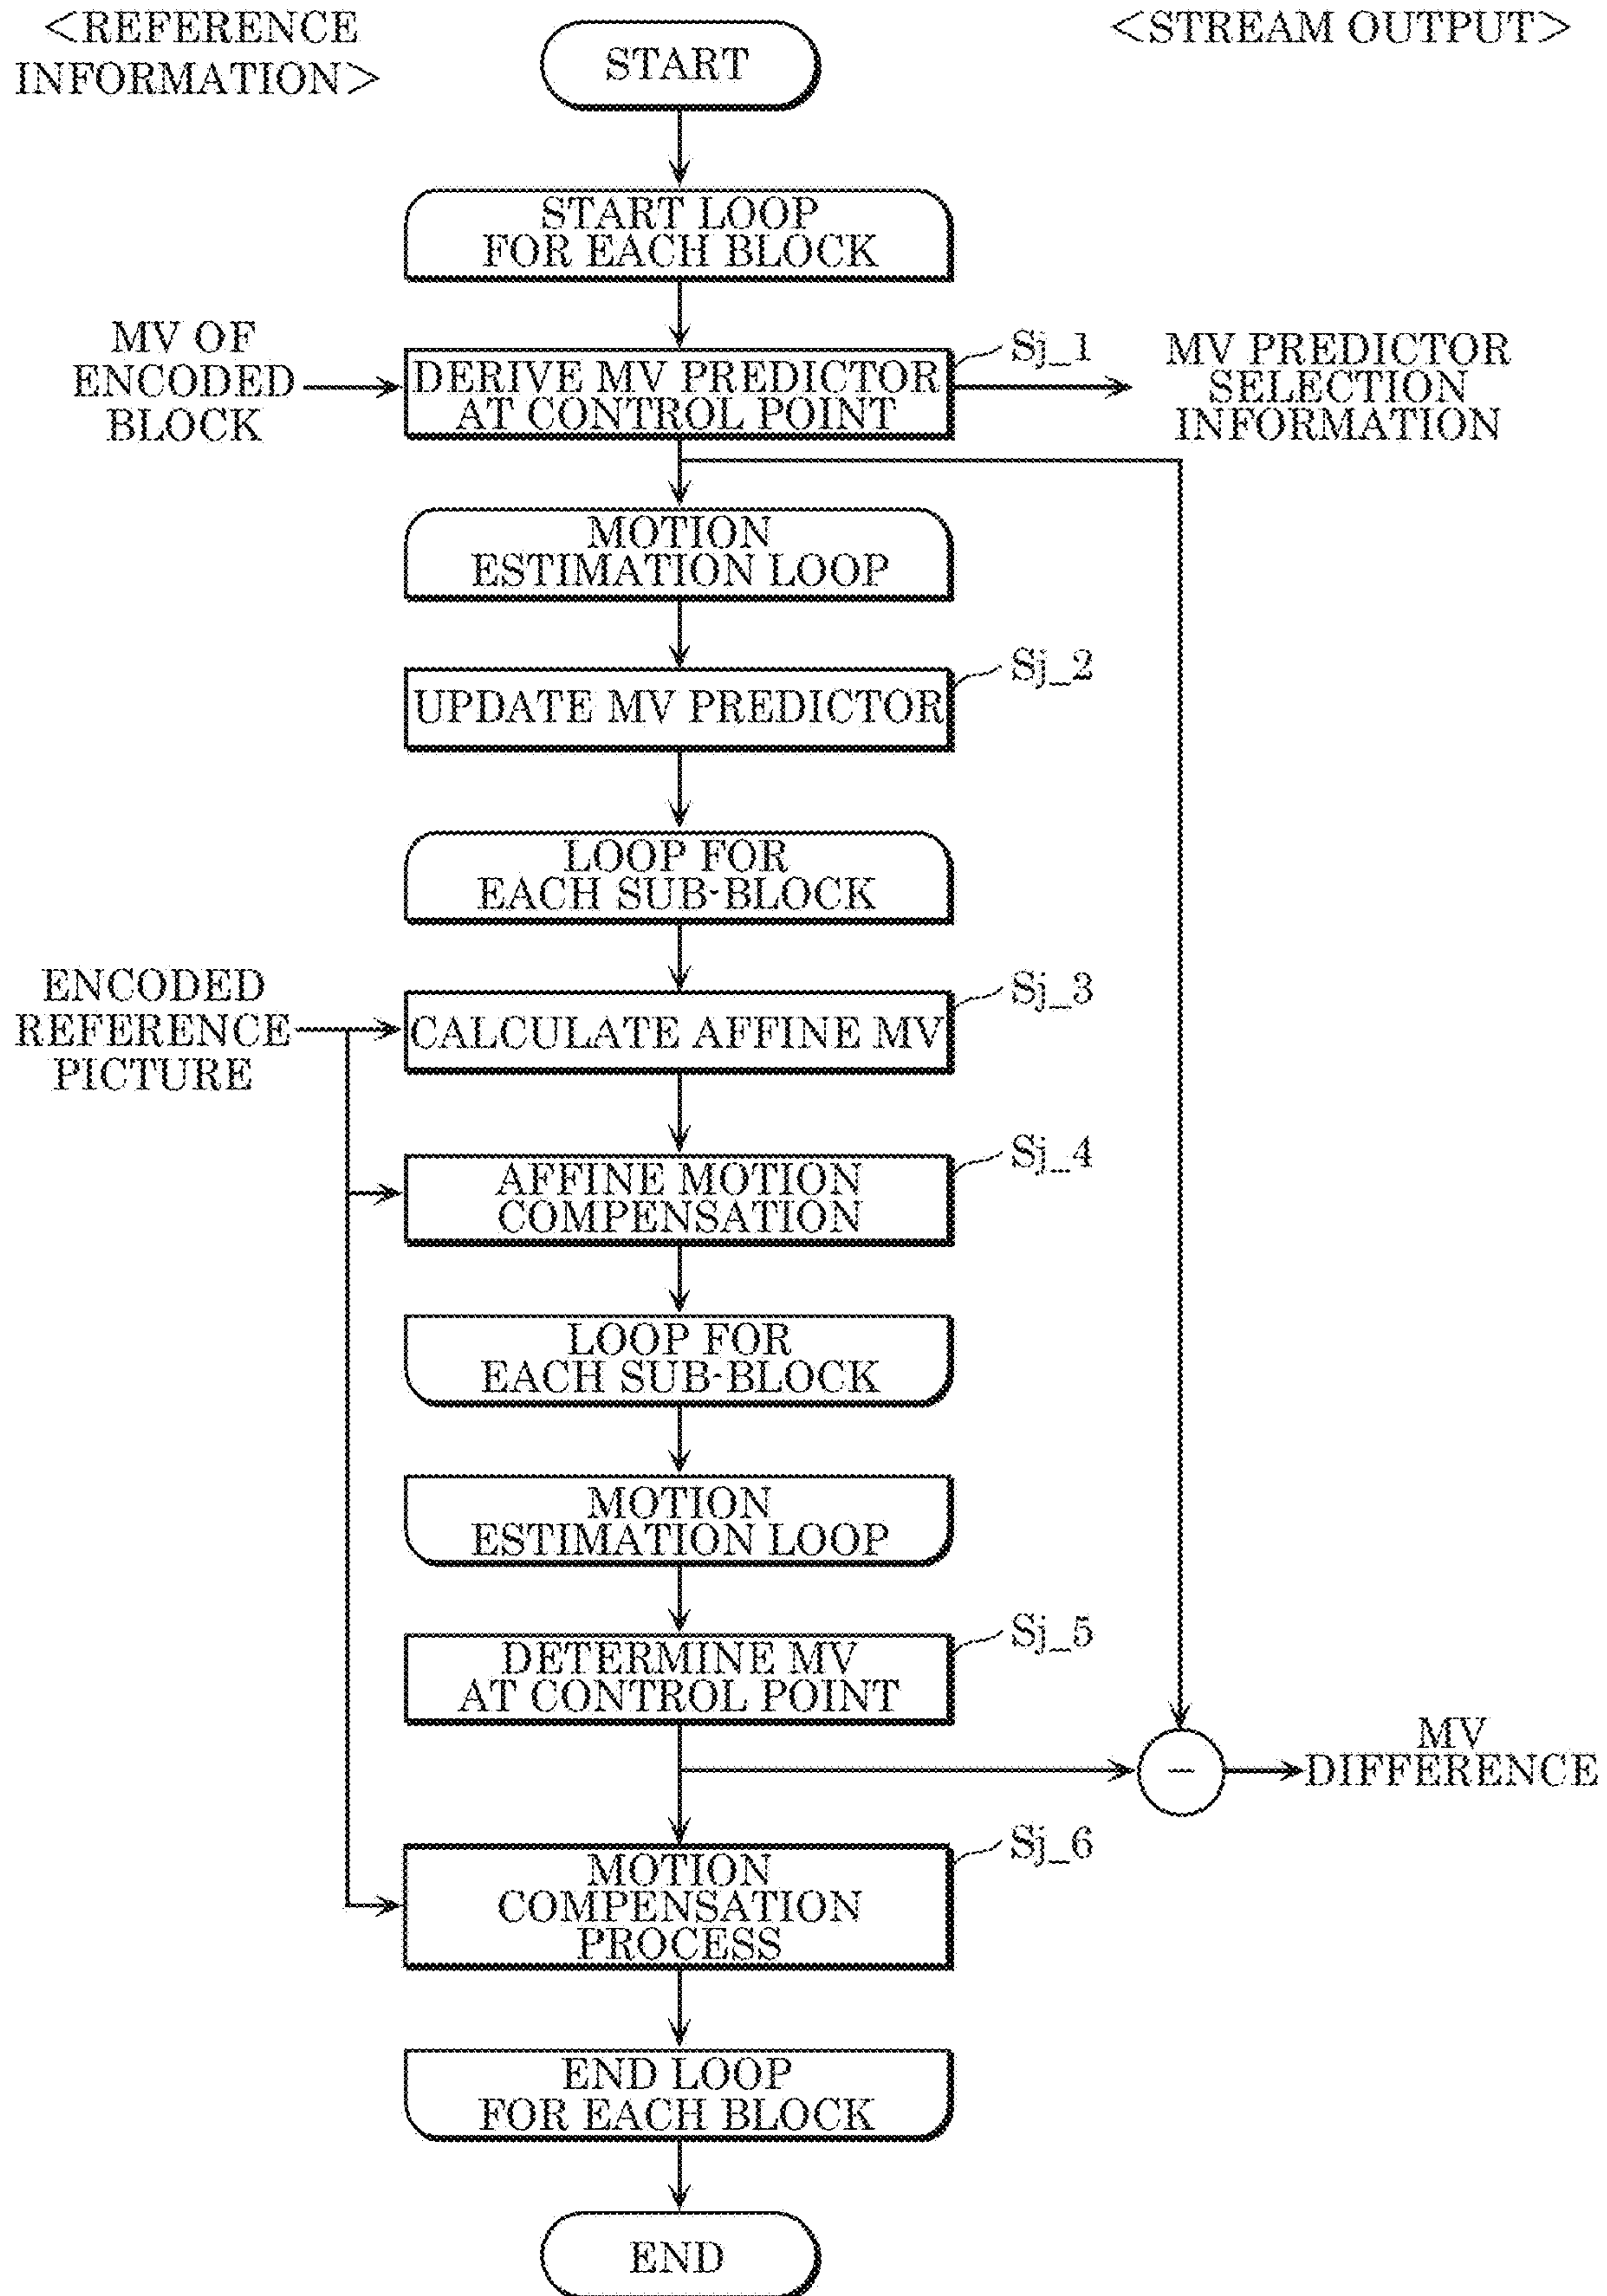 <REFERENCE
INFORMATION>
<STREAM OUTPUT>
START
START LOOP
FOR EACH BLOCK
MV OF
ENCODED
BLOCK
DERIVE MV PREDICTOR
AT CONTROL POINT
Sj_1
MV PREDICTOR
SELECTION
INFORMATION
MOTION
ESTIMATION LOOP
UPDATE MV PREDICTOR
Sj_2
LOOP FOR
EACH SUB-BLOCK
ENCODED
REFERENCE
PICTURE
CALCULATE AFFINE MV
Sj_3
AFFINE MOTION
COMPENSATION
Sj_4
LOOP FOR
EACH SUB-BLOCK
MOTION
ESTIMATION LOOP
DETERMINE MV
AT CONTROL POINT
Sj_5
−
MV
DIFFERENCE
MOTION
COMPENSATION
PROCESS
Sj_6
END LOOP
FOR EACH BLOCK
END